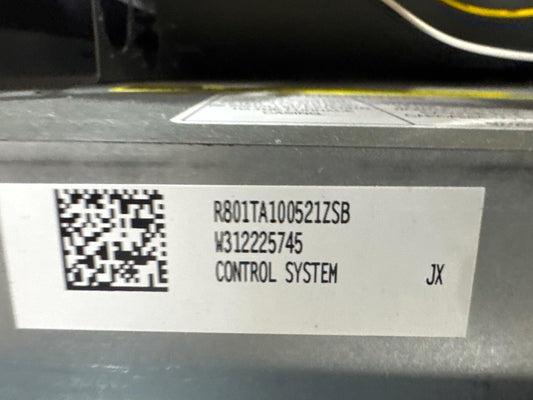 R801TA100521ZSB
W312225745
CONTROL SYSTEM JX